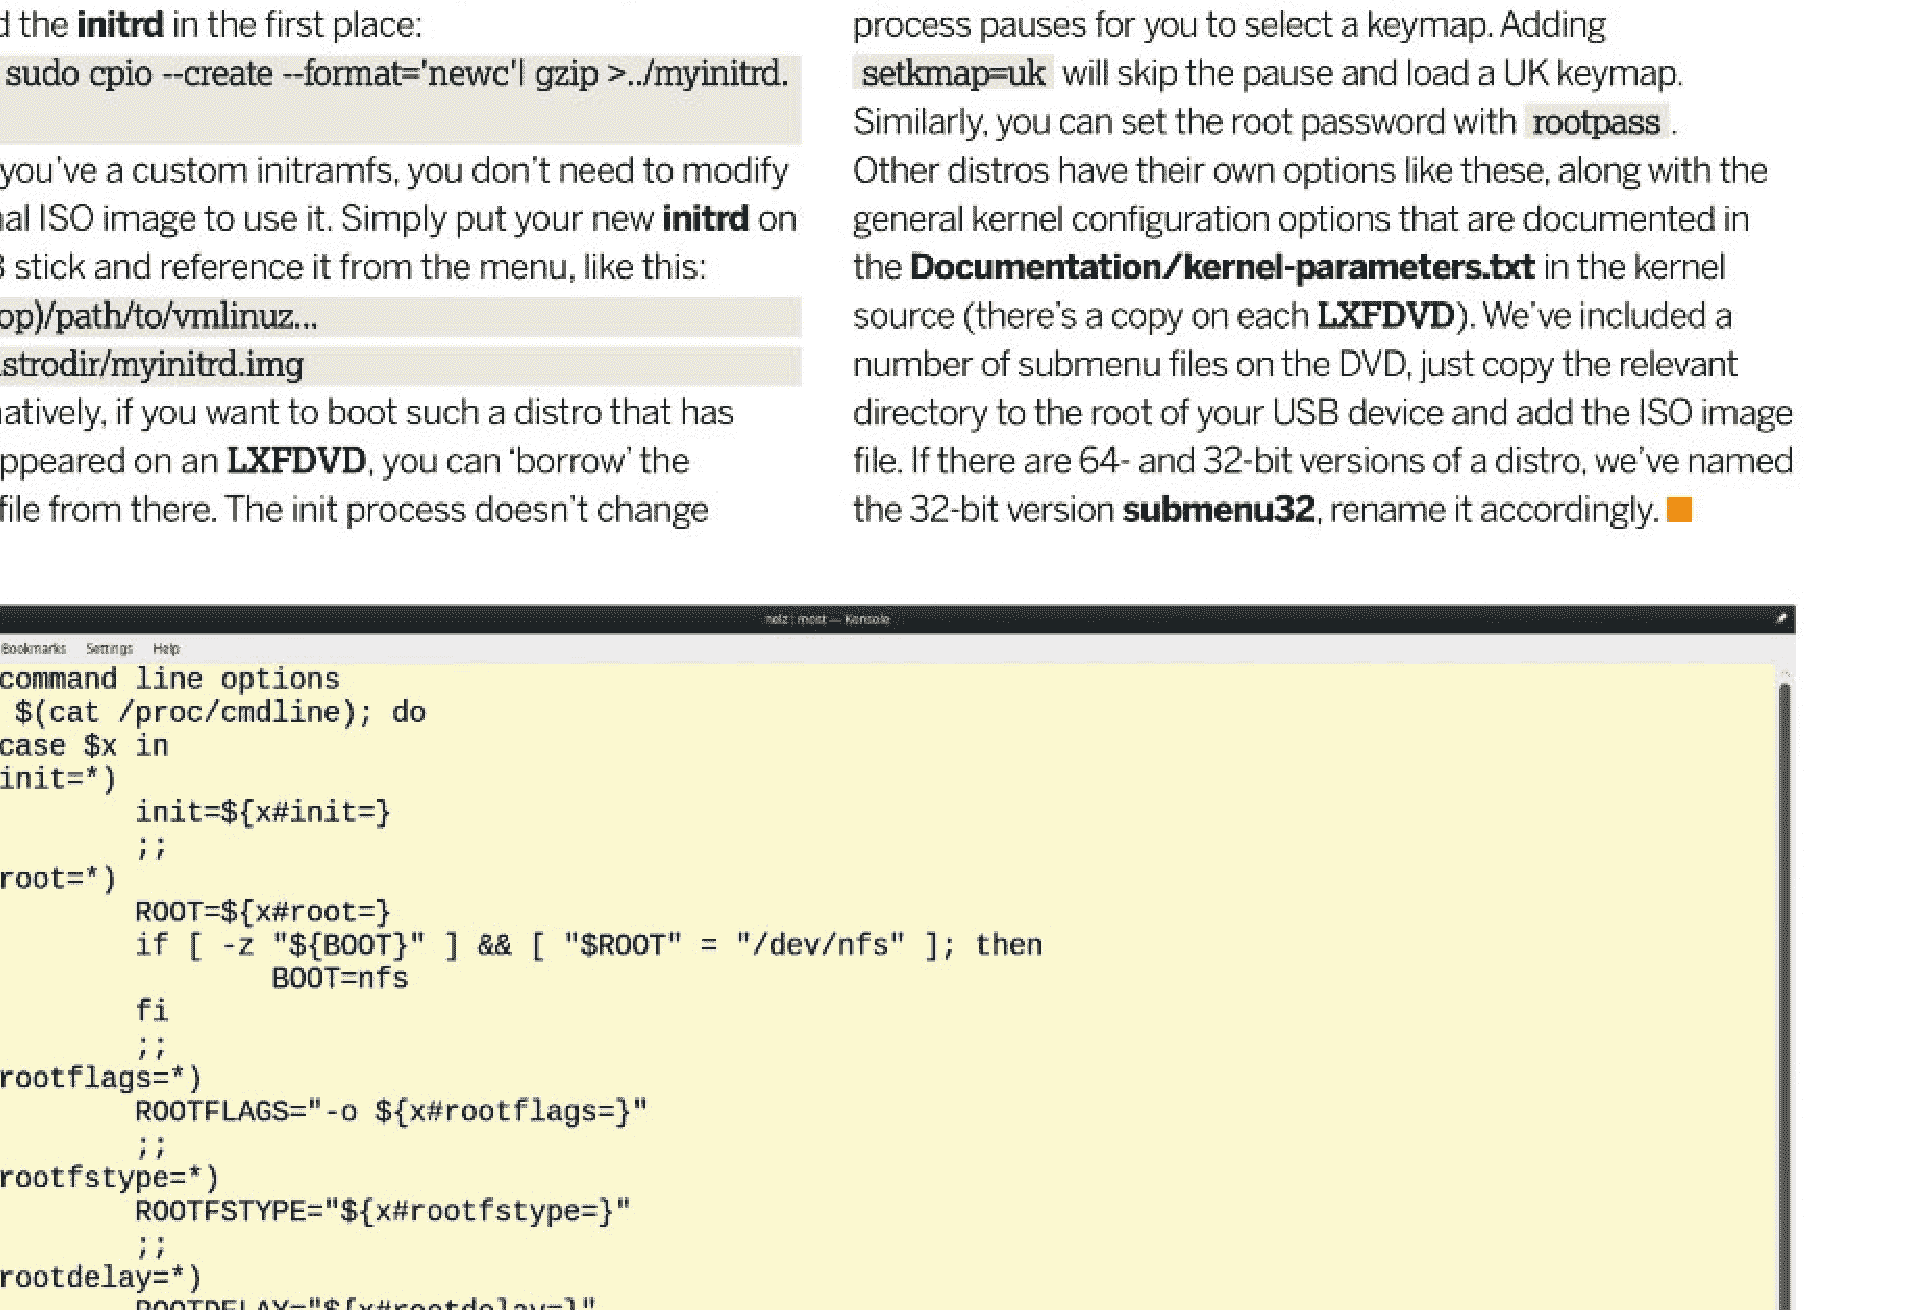 d the initrd in the first place:
sudo cpio --create --format='newc'| gzip >../myinitrd.
you've a custom initramfs, you don't need to modify
nal ISO image to use it. Simply put your new initrd on
B stick and reference it from the menu, like this:
op)/path/to/vmlinuz...
istrodir/myinitrd.img
natively, if you want to boot such a distro that has
ppeared on an LXFDVD, you can 'borrow' the
file from there. The init process doesn't change
process pauses for you to select a keymap. Adding
setkmap=uk will skip the pause and load a UK keymap.
Similarly, you can set the root password with rootpass .
Other distros have their own options like these, along with the
general kernel configuration options that are documented in
the Documentation/kernel-parameters.txt in the kernel
source (there's a copy on each LXFDVD). We've included a
number of submenu files on the DVD, just copy the relevant
directory to the root of your USB device and add the ISO image
file. If there are 64- and 32-bit versions of a distro, we've named
the 32-bit version submenu32, rename it accordingly.
nelz : most — Konsole
Bookmarks Settings Help
command line options
$(cat /proc/cmdline); do
case $x in
init=*)
init=${x#init=}
;;
root=*)
ROOT=${x#root=}
if [ -z "${BOOT}" ] && [ "$ROOT" = "/dev/nfs" ]; then
BOOT=nfs
fi
;;
rootflags=*)
ROOTFLAGS="-o ${x#rootflags=}"
;;
rootfstype=*)
ROOTFSTYPE="${x#rootfstype=}"
;;
rootdelay=*)
ROOTDELAY="${x#rootdelay=}"